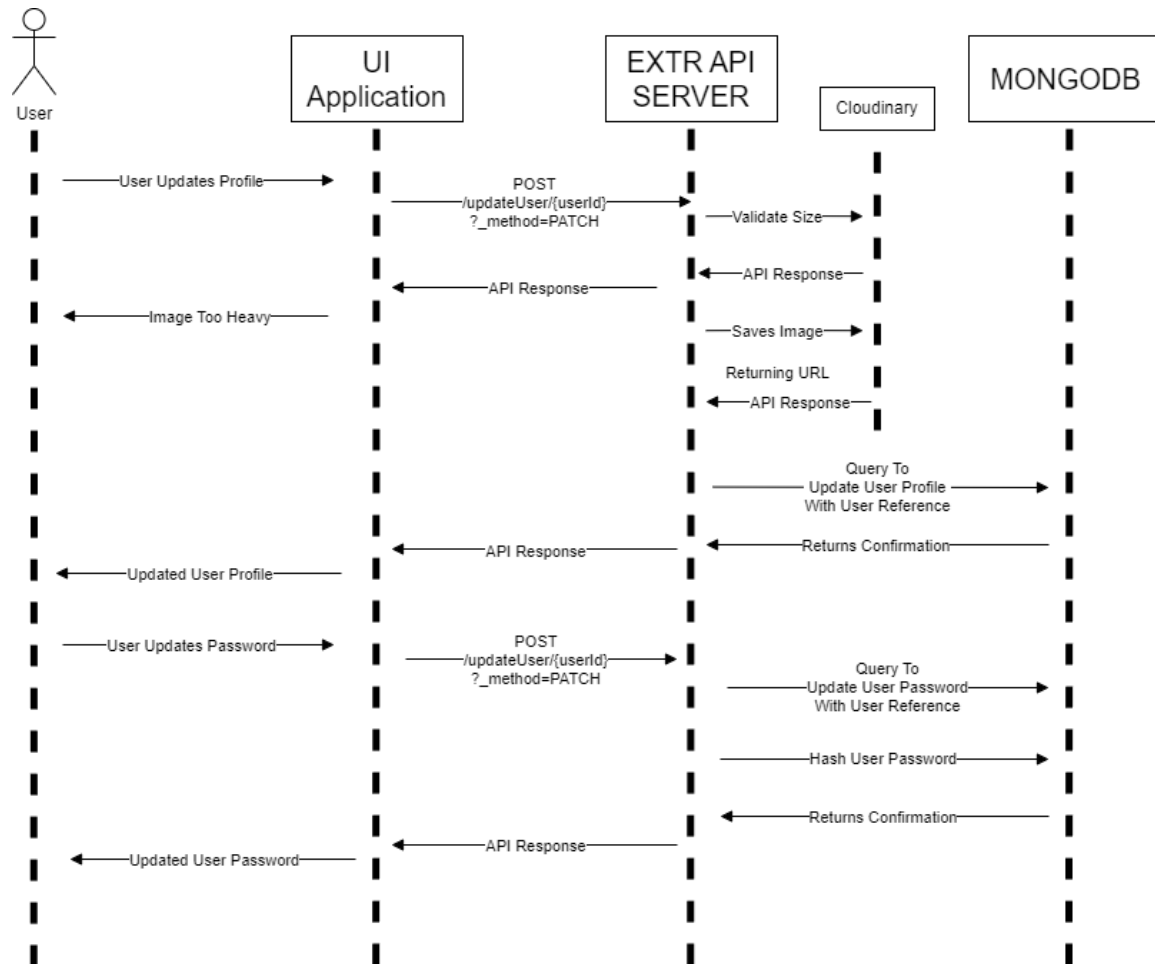 User
UI
Application
EXTR API
SERVER
Cloudinary
MONGODB
User Updates Profile
POST
/updateUser/{userId}
?_method=PATCH
Validate Size
API Response
API Response
Image Too Heavy
Saves Image
Returning URL
API Response
Query To
Update User Profile
With User Reference
Returns Confirmation
API Response
Updated User Profile
User Updates Password
POST
/updateUser/{userId}
?_method=PATCH
Query To
Update User Password
With User Reference
Hash User Password
Returns Confirmation
API Response
Updated User Password